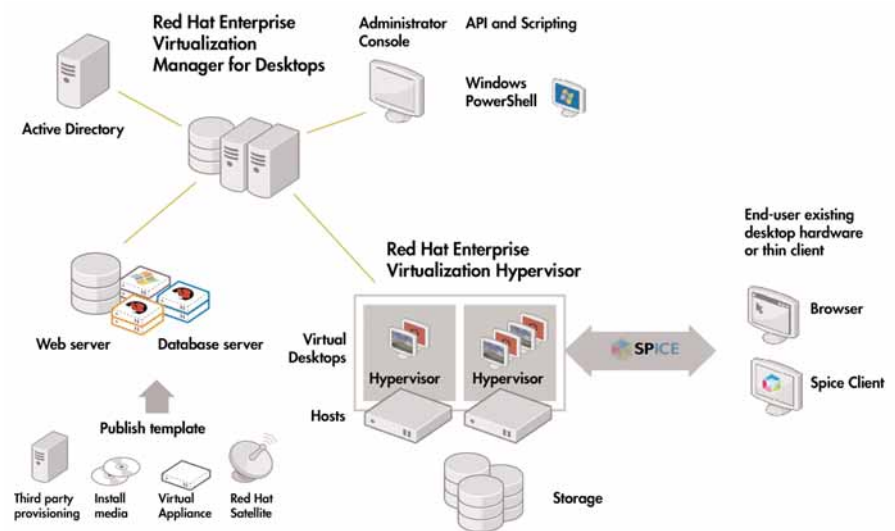 Red Hat Enterprise
Virtualization
Manager for Desktops
Administrator
Console
API and Scripting
Windows
PowerShell
Active Directory
End-user existing
desktop hardware
or thin client
Red Hat Enterprise
Virtualization Hypervisor
Browser
Web server
Database server
Virtual
Desktops
SPICE
Hypervisor
Hypervisor
Spice Client
Hosts
Publish template
Third party
provisioning
Install
media
Virtual
Appliance
Red Hat
Satellite
Storage